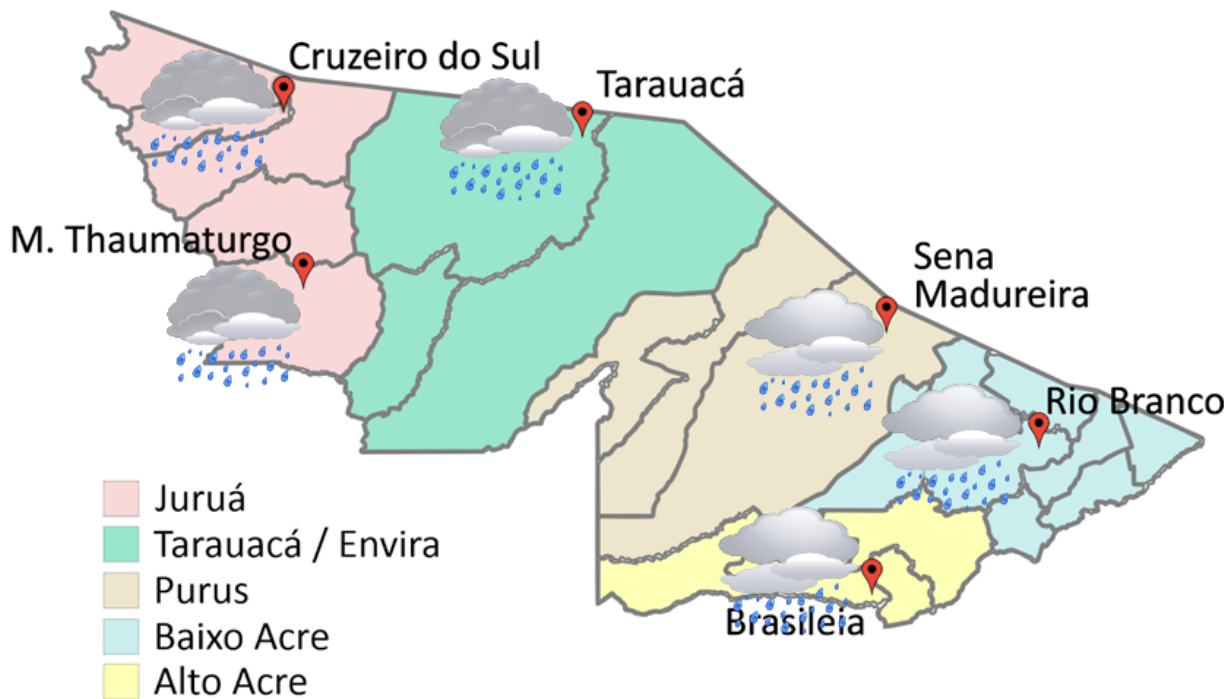 Cruzeiro do Sul
Tarauacá
M. Thaumaturgo
Sena
Madureira
Rio Branco
Brasileia
Juruá
Tarauacá / Envira
Purus
Baixo Acre
Alto Acre